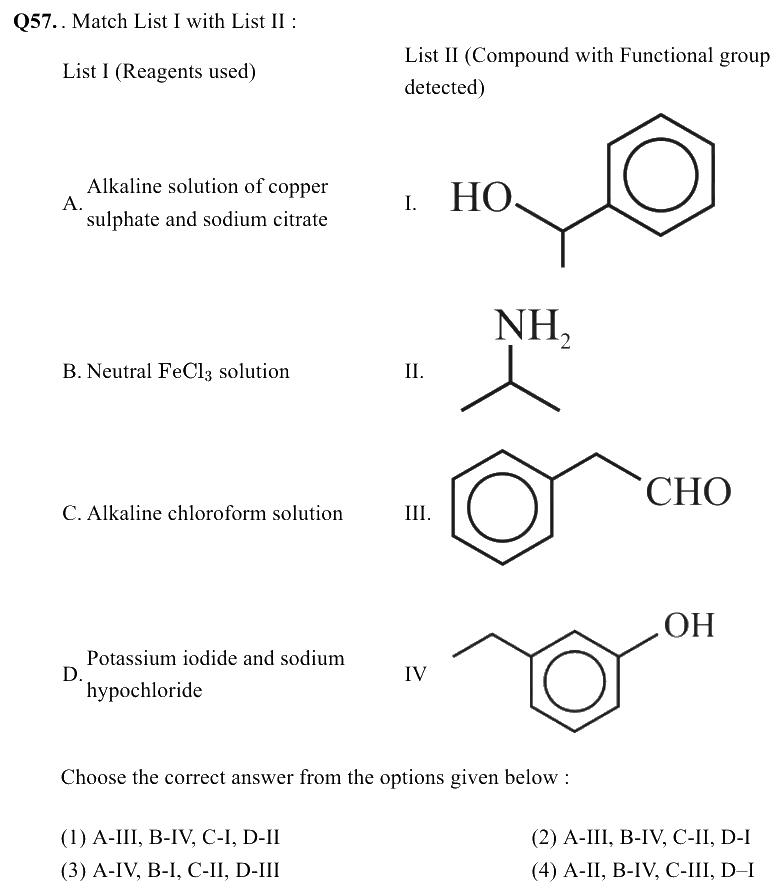 Q57. . Match List I with List II :
List I (Reagents used)
List II (Compound with Functional group
detected)
A. Alkaline solution of copper
sulphate and sodium citrate
I.
HO
B. Neutral FeCl₃ solution
II.
NH₂
C. Alkaline chloroform solution
III.
CHO
D. Potassium iodide and sodium
hypochloride
IV
OH
Choose the correct answer from the options given below :
(1) A-III, B-IV, C-I, D-II
(2) A-III, B-IV, C-II, D-I
(3) A-IV, B-I, C-II, D-III
(4) A-II, B-IV, C-III, D–I